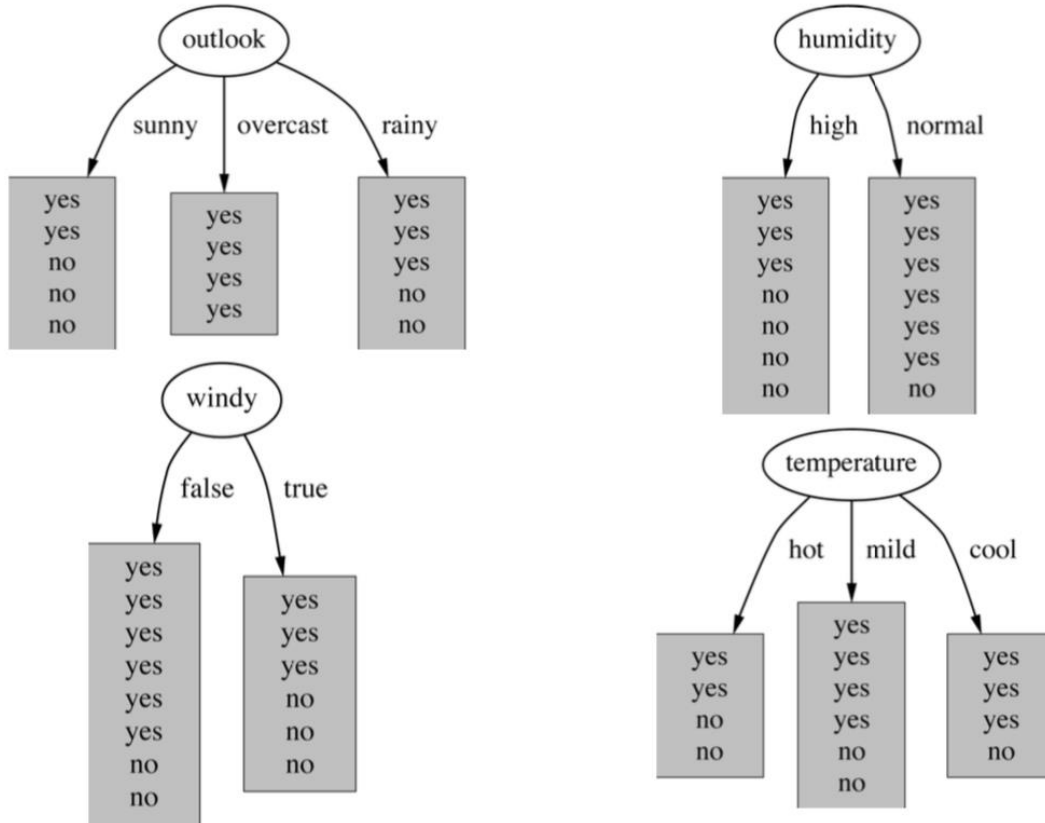 outlook
sunny overcast rainy
yes
yes
no
no
no
yes
yes
yes
yes
yes
yes
yes
no
no
humidity
high normal
yes
yes
yes
no
no
no
no
yes
yes
yes
yes
yes
yes
no
windy
false true
yes
yes
yes
yes
yes
yes
no
no
yes
yes
yes
no
no
no
temperature
hot mild cool
yes
yes
no
no
yes
yes
yes
yes
no
no
yes
yes
yes
no